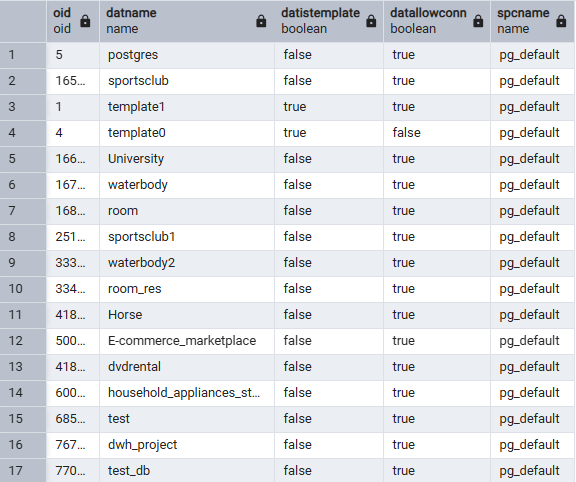 oid datname datistemplate datallowconn spcname
oid name boolean boolean name
1 5 postgres false true pg_default
2 165... sportsclub false true pg_default
3 1 template1 true true pg_default
4 4 template0 true false pg_default
5 166... University false true pg_default
6 167... waterbody false true pg_default
7 168... room false true pg_default
8 251... sportsclub1 false true pg_default
9 333... waterbody2 false true pg_default
10 334... room_res false true pg_default
11 418... Horse false true pg_default
12 500... E-commerce_marketplace false true pg_default
13 418... dvdrental false true pg_default
14 600... household_appliances_st... false true pg_default
15 685... test false true pg_default
16 767... dwh_project false true pg_default
17 770... test_db false true pg_default